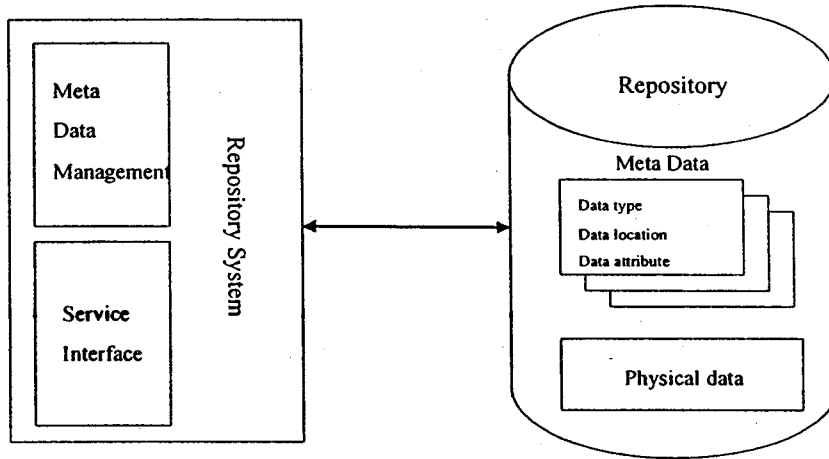 Meta
Data
Management
Service
Interface
Repository System
Repository
Meta Data
Data type
Data location
Data attribute
Physical data